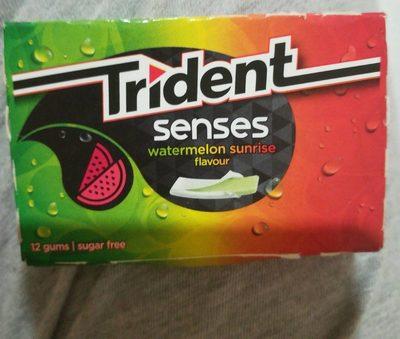 Trident
senses
watermelon sunrise
flavour
12 gums | sugar free